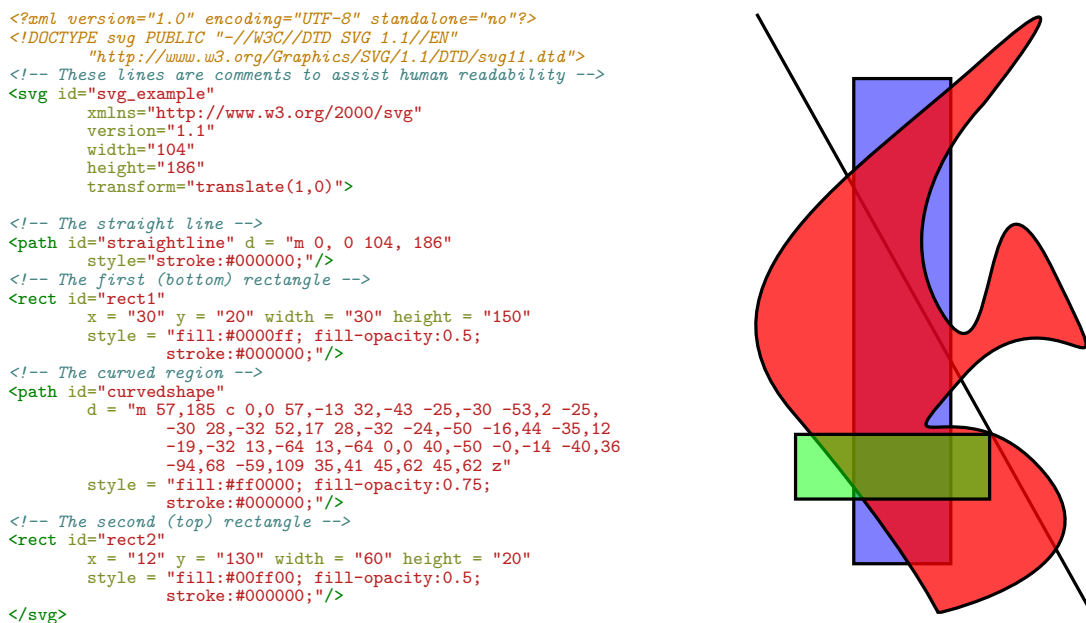 <?xml version="1.0" encoding="UTF-8" standalone="no"?>
<!DOCTYPE svg PUBLIC "-//W3C//DTD SVG 1.1//EN"
"http://www.w3.org/Graphics/SVG/1.1/DTD/svg11.dtd">
<!-- These lines are comments to assist human readability -->
<svg id="svg_example"
xmlns="http://www.w3.org/2000/svg"
version="1.1"
width="104"
height="186"
transform="translate(1,0)">
<!-- The straight line -->
<path id="straightline" d = "m 0, 0 104, 186"
style="stroke:#000000;"/>
<!-- The first (bottom) rectangle -->
<rect id="rect1"
x = "30" y = "20" width = "30" height = "150"
style = "fill:#0000ff; fill-opacity:0.5;
stroke:#000000;"/>
<!-- The curved region -->
<path id="curvedshape"
d = "m 57,185 c 0,0 57,-13 32,-43 -25,-30 -53,2 -25,
-30 28,-32 52,17 28,-32 -24,-50 -16,44 -35,12
-19,-32 13,-64 13,-64 0,0 40,-50 -0,-14 -40,36
-94,68 -59,109 35,41 45,62 45,62 z"
style = "fill:#ff0000; fill-opacity:0.75;
stroke:#000000;"/>
<!-- The second (top) rectangle -->
<rect id="rect2"
x = "12" y = "130" width = "60" height = "20"
style = "fill:#00ff00; fill-opacity:0.5;
stroke:#000000;"/>
</svg>